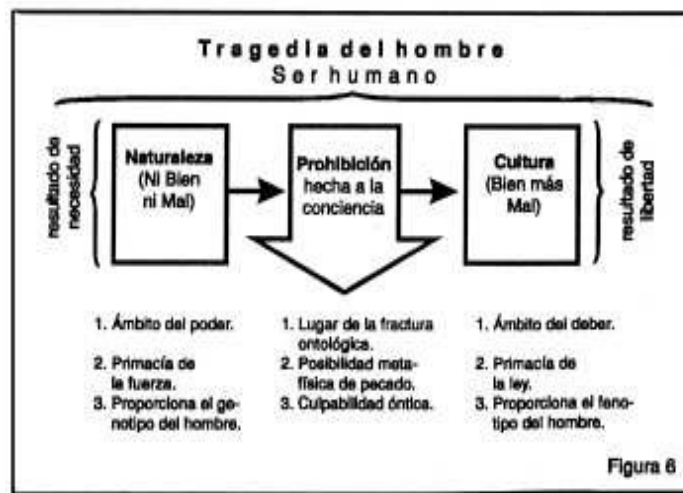 Tragedia del hombre
Ser humano
resultado de
necesidad
Naturaleza
(Ni Bien
ni Mal)
Prohibición
hecha a la
conciencia
Cultura
(Bien más
Mal)
resultado de
libertad
1. Ámbito del poder.
2. Primacía de
la fuerza.
3. Proporciona el ge-
notipo del hombre.
1. Lugar de la fractura
ontológica.
2. Posibilidad meta-
física de pecado.
3. Culpabilidad óntica.
1. Ámbito del deber.
2. Primacía de
la ley.
3. Proporciona el feno-
tipo del hombre.
Figura 6